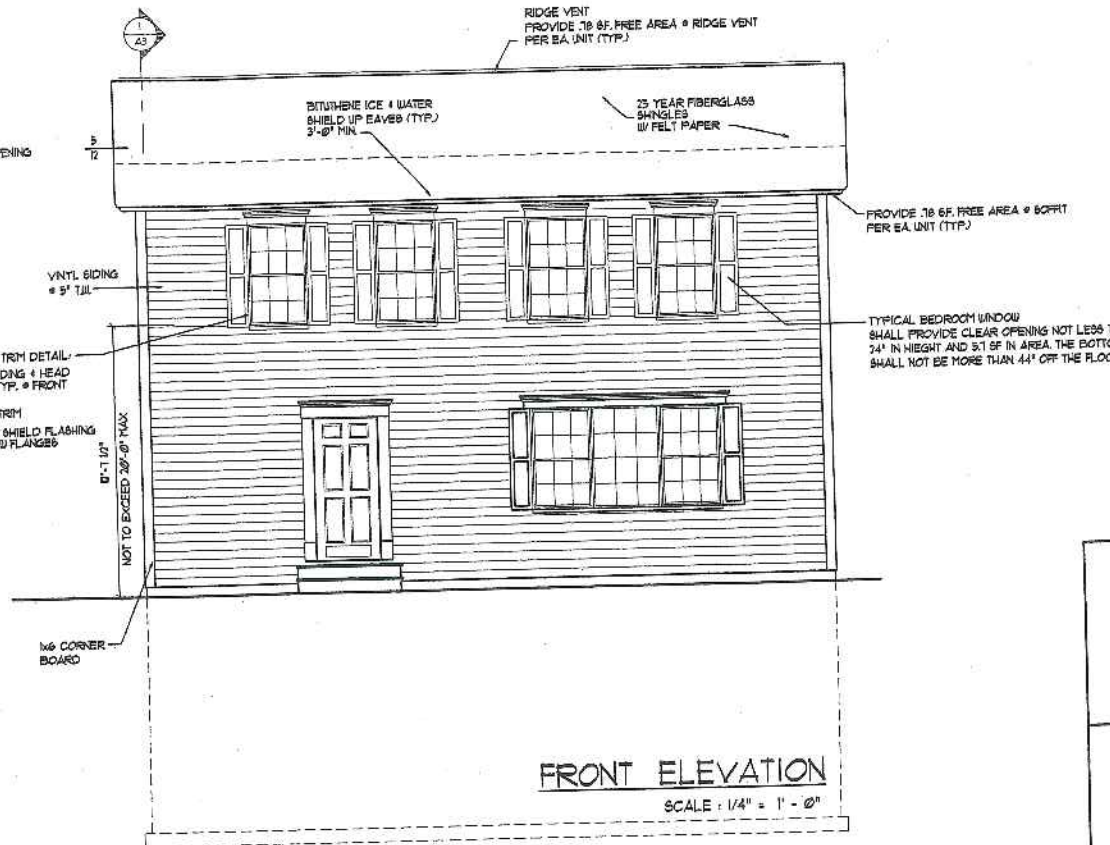 RIDGE VENT
PROVIDE .78 SF. FREE AREA @ RIDGE VENT
PER EA. UNIT (TYP.)
1
A3
BITUTHENE ICE & WATER
SHIELD UP EAVES (TYP.)
3'-0" MIN.
25 YEAR FIBERGLASS
SHINGLES
W/ FELT PAPER
ENING
5
12
PROVIDE .78 SF. FREE AREA @ SOFFIT
PER EA. UNIT (TYP.)
VINYL SIDING
@ 5" T.W.
TYPICAL BEDROOM WINDOW
SHALL PROVIDE CLEAR OPENING NOT LESS T
24" IN HIEGHT AND 5.7 SF IN AREA. THE BOTTO
SHALL NOT BE MORE THAN 44" OFF THE FLOO
TRIM DETAIL:
DING & HEAD
YP. @ FRONT
TRIM
SHIELD FLASHING
W/ FLANGES
NOT TO EXCEED 20'-0" MAX
1x6 CORNER
BOARD
FRONT ELEVATION
SCALE : 1/4" = 1' - 0"